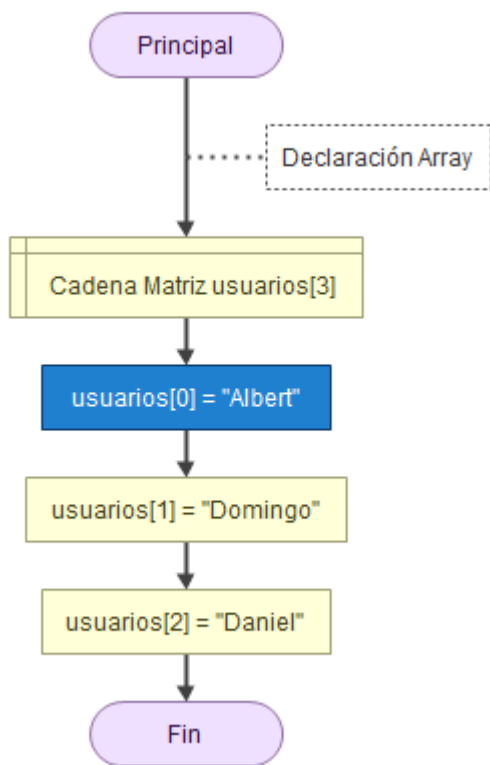 Principal
Declaración Array
Cadena Matriz usuarios[3]
usuarios[0] = "Albert"
usuarios[1] = "Domingo"
usuarios[2] = "Daniel"
Fin